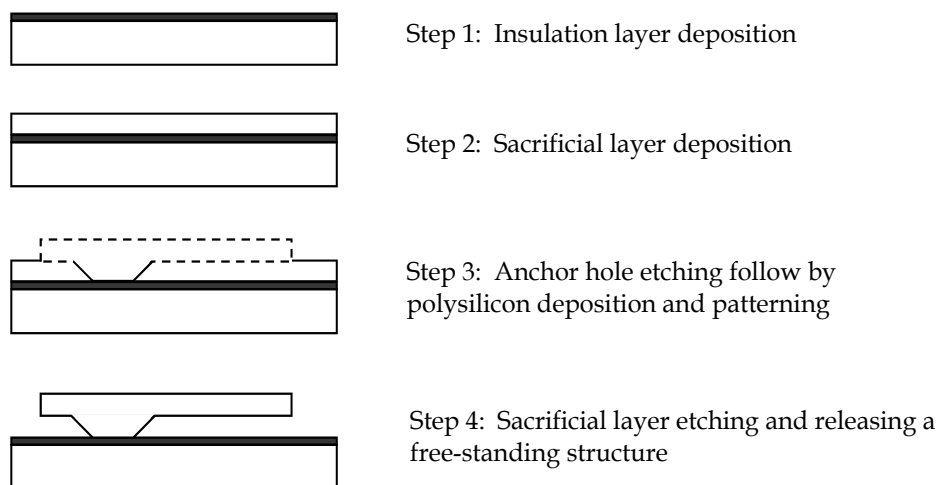 Step 1: Insulation layer deposition
Step 2: Sacrificial layer deposition
Step 3: Anchor hole etching follow by
polysilicon deposition and patterning
Step 4: Sacrificial layer etching and releasing a
free-standing structure